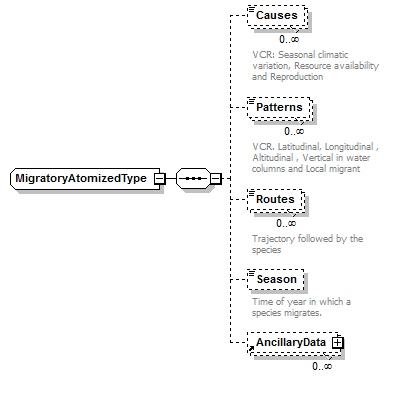 Causes
0..∞
VCR: Seasonal climatic
variation, Resource availability
and Reproduction
Patterns
0..∞
VCR. Latitudinal, Longitudinal ,
Altitudinal , Vertical in water
columns and Local migrant
MigratoryAtomizedType
Routes
0..∞
Trajectory followed by the
species
Season
Time of year in which a
species migrates.
AncillaryData
0..∞